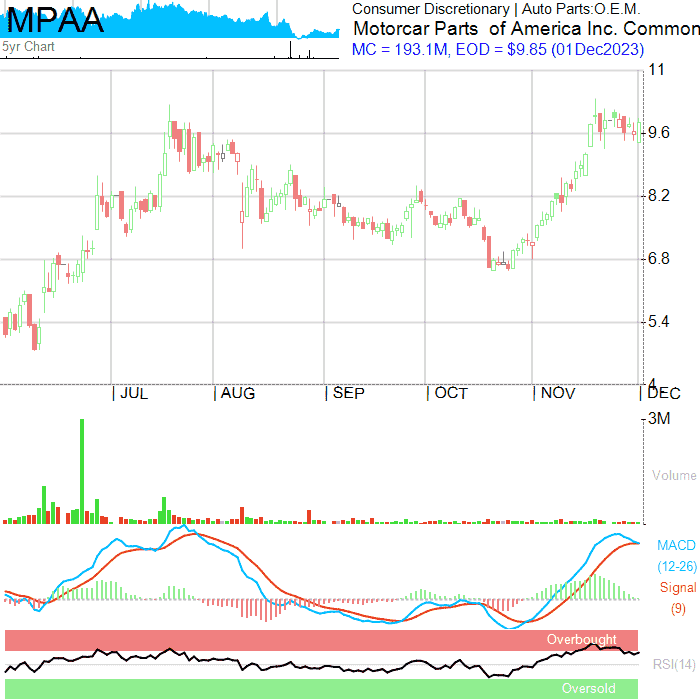 MPAA
5yr Chart
Consumer Discretionary | Auto Parts:O.E.M.
Motorcar Parts of America Inc. Common
MC = 193.1M, EOD = $9.85 (01Dec2023)
11
9.6
8.2
6.8
5.4
4
JUL AUG SEP OCT NOV DEC
3M
Volume
MACD
(12-26)
Signal
(9)
Overbought
RSI(14)
Oversold